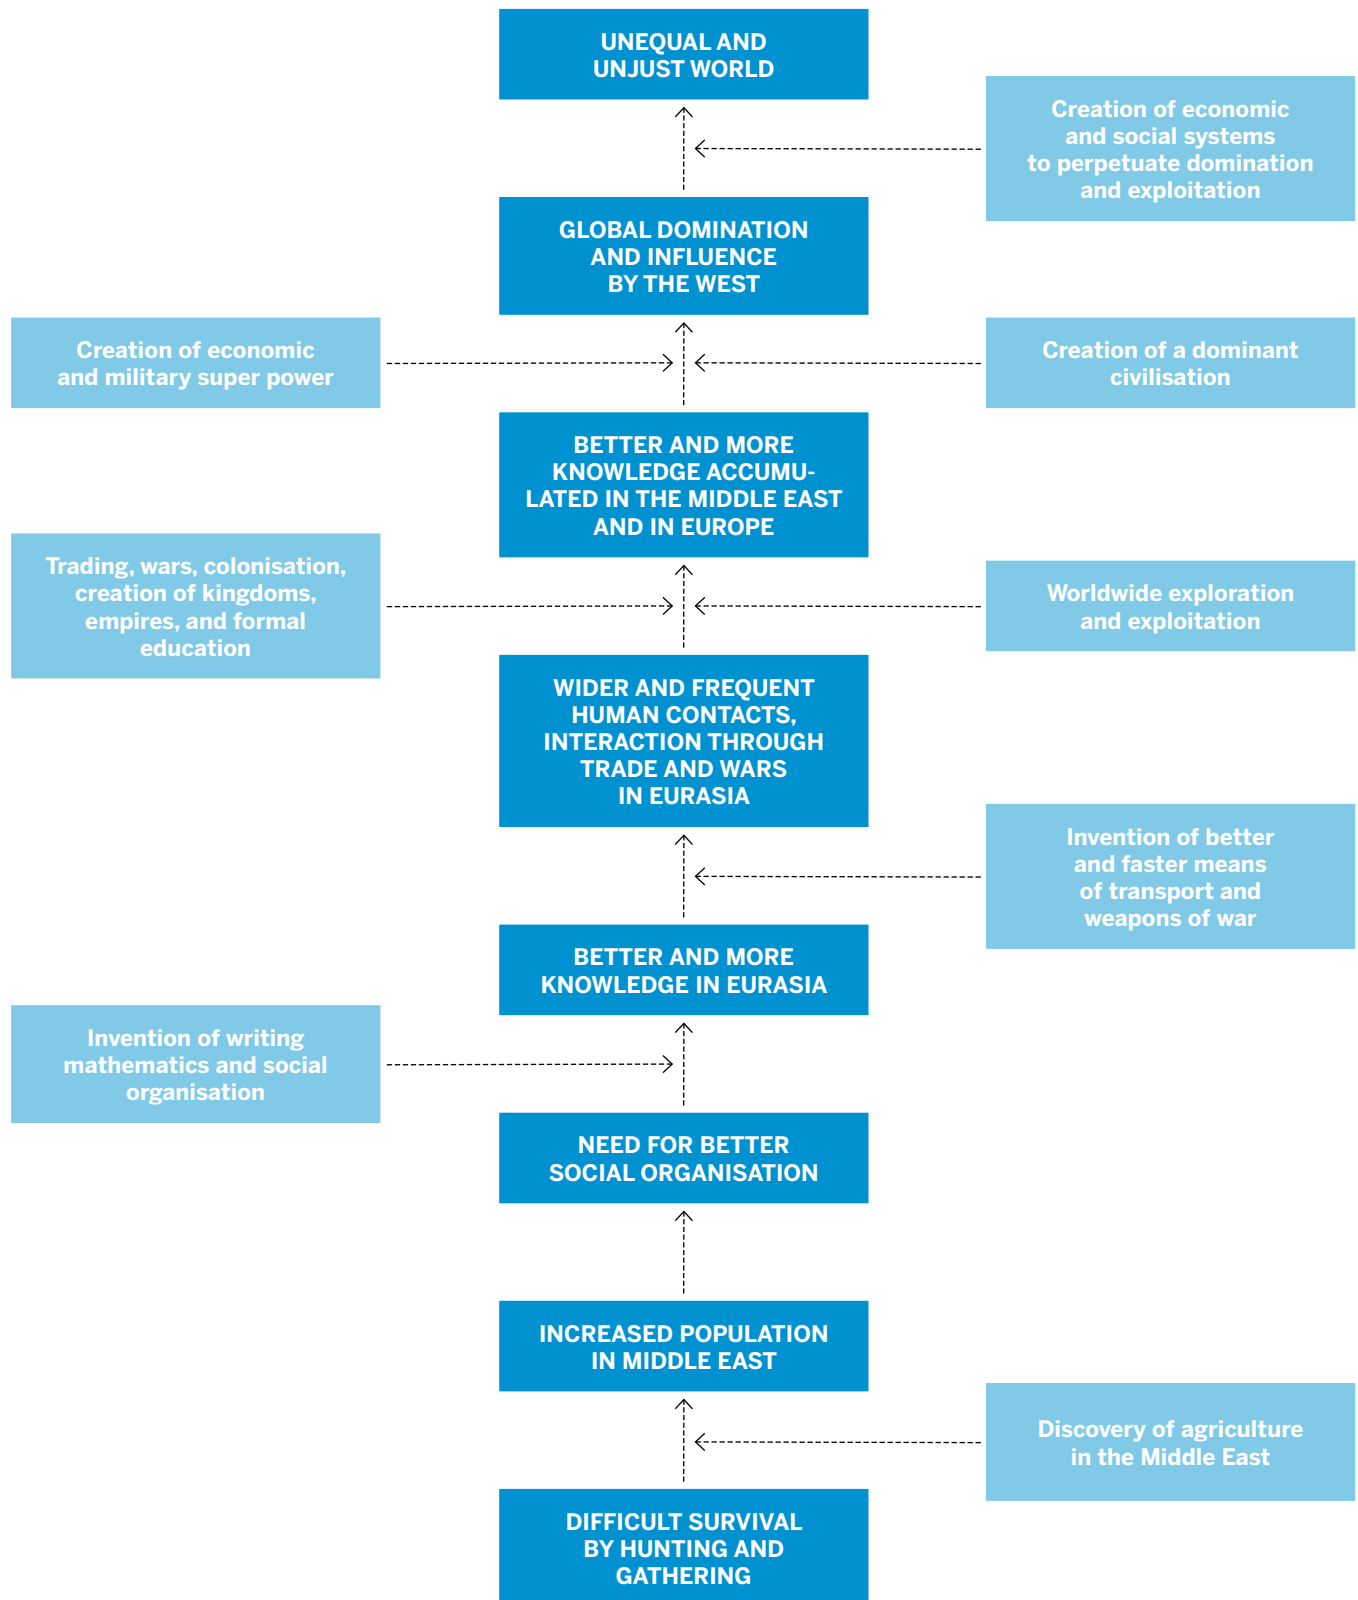 UNEQUAL AND
UNJUST WORLD
Creation of economic
and social systems
to perpetuate domination
and exploitation
GLOBAL DOMINATION
AND INFLUENCE
BY THE WEST
Creation of economic
and military super power
Creation of a dominant
civilisation
BETTER AND MORE
KNOWLEDGE ACCUMU-
LATED IN THE MIDDLE EAST
AND IN EUROPE
Trading, wars, colonisation,
creation of kingdoms,
empires, and formal
education
Worldwide exploration
and exploitation
WIDER AND FREQUENT
HUMAN CONTACTS,
INTERACTION THROUGH
TRADE AND WARS
IN EURASIA
Invention of better
and faster means
of transport and
weapons of war
BETTER AND MORE
KNOWLEDGE IN EURASIA
Invention of writing
mathematics and social
organisation
NEED FOR BETTER
SOCIAL ORGANISATION
INCREASED POPULATION
IN MIDDLE EAST
Discovery of agriculture
in the Middle East
DIFFICULT SURVIVAL
BY HUNTING AND
GATHERING